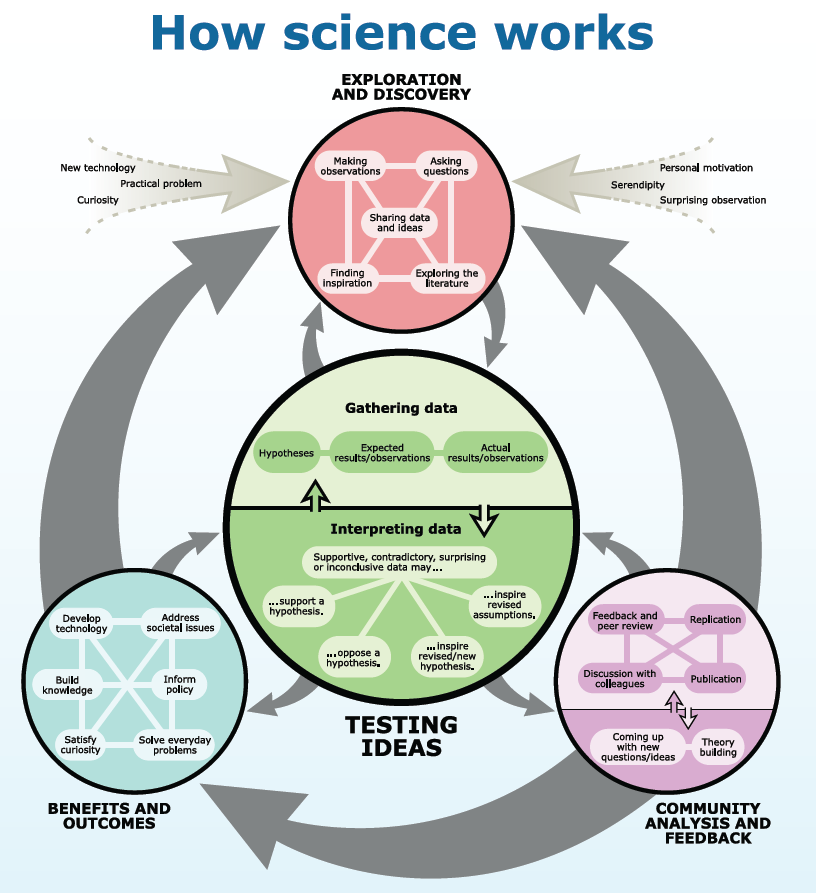 How science works
EXPLORATION
AND DISCOVERY
New technology
Practical problem
Curiosity
Personal motivation
Serendipity
Surprising observation
Making
observations
Asking
questions
Sharing data
and ideas
Finding
inspiration
Exploring the
literature
Gathering data
Hypotheses
Expected
results/observations
Actual
results/observations
Interpreting data
Supportive, contradictory, surprising
or inconclusive data may...
...support a
hypothesis.
...oppose a
hypothesis.
...inspire
revised/new
hypothesis.
...inspire
revised
assumptions.
TESTING
IDEAS
Develop
technology
Address
societal issues
Build
knowledge
Inform
policy
Satisfy
curiosity
Solve everyday
problems
BENEFITS AND
OUTCOMES
Feedback and
peer review
Replication
Discussion with
colleagues
Publication
Coming up
with new
questions/ideas
Theory
building
COMMUNITY
ANALYSIS AND
FEEDBACK